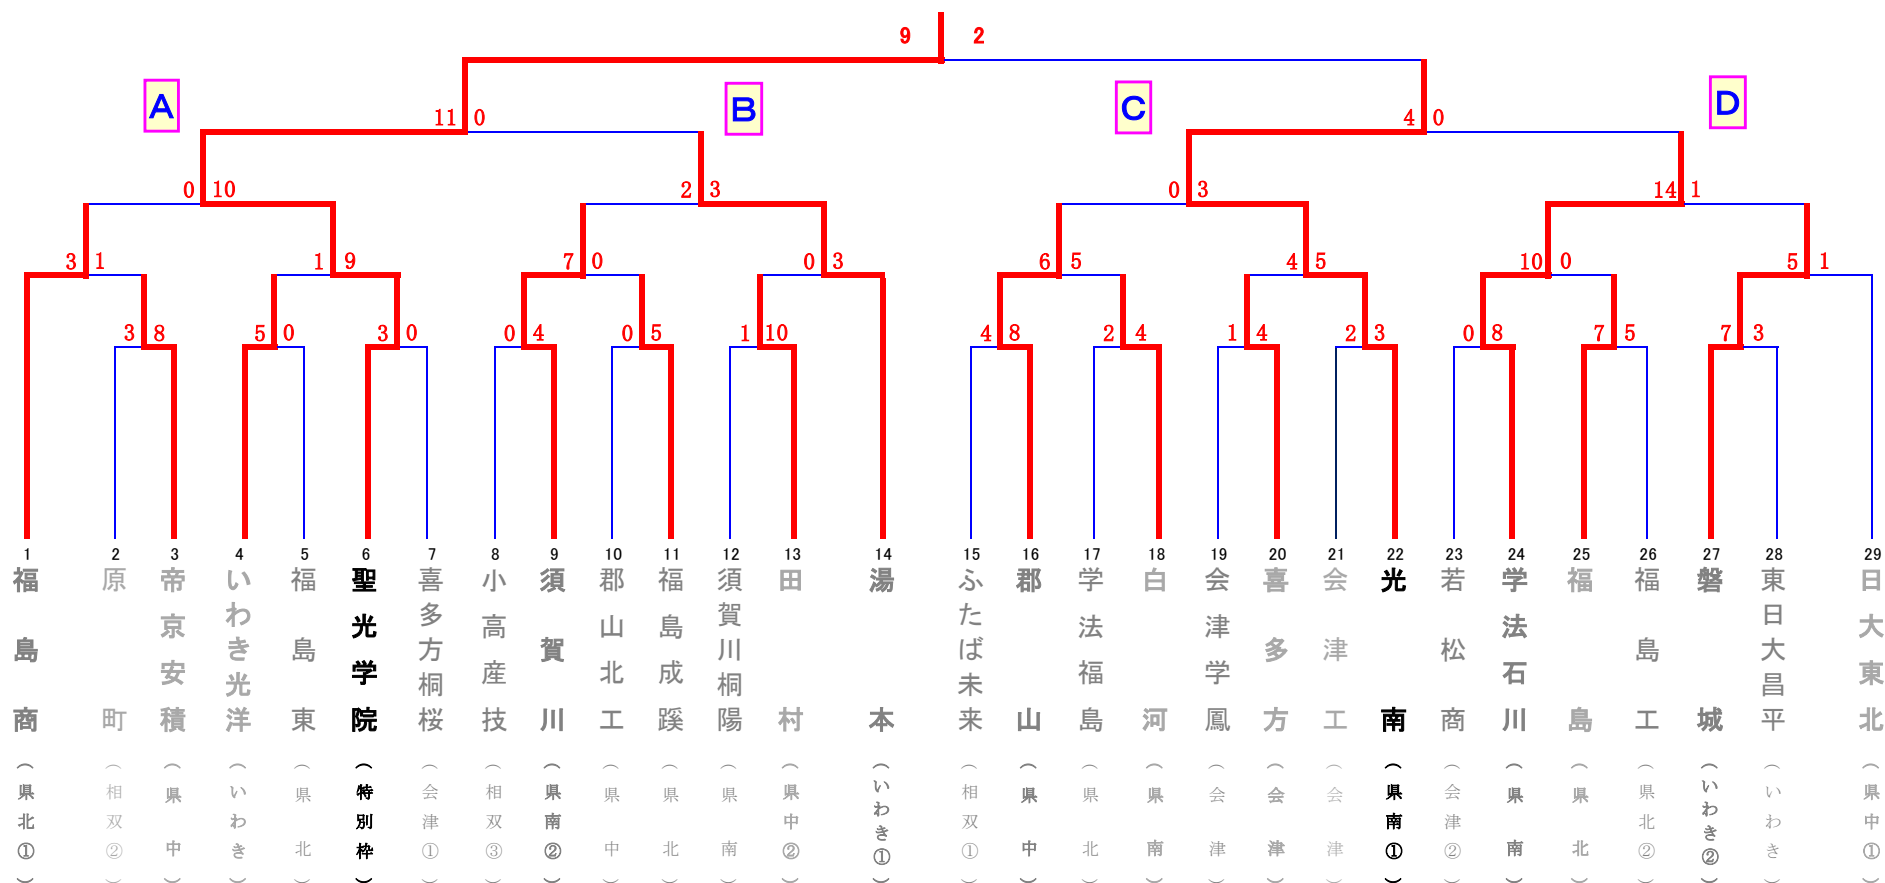 9 2
A B C D
11 0 4 0
0 10 2 3 0 3 14 1
3 1 1 9 7 0 0 3 6 5 4 5 10 0 5 1
3 8 5 0 3 0 0 4 0 5 1 10 4 8 2 4 1 4 2 3 0 8 7 5 7 3
1 福島商（県北①）
2 原町（相双②）
3 帝京安積（県中）
4 いわき光洋（いわき）
5 福島東（県北）
6 聖光学院（特別枠）
7 喜多方桐桜（会津①）
8 小高産技（相双③）
9 須賀川（県南②）
10 郡山北工（県中）
11 福島成蹊（県北）
12 須賀川桐陽（県南）
13 田村（県中②）
14 湯本（いわき①）
15 ふたば未来（相双①）
16 郡山（県中）
17 学法福島（県北）
18 白河（県南）
19 会津学鳳（会津）
20 喜多方（会津）
21 会津工（会津）
22 光南（県南①）
23 若松商（会津②）
24 学法石川（県南）
25 福島（県北）
26 福島工（県北②）
27 磐城（いわき②）
28 東日大昌平（いわき）
29 日大東北（県中①）